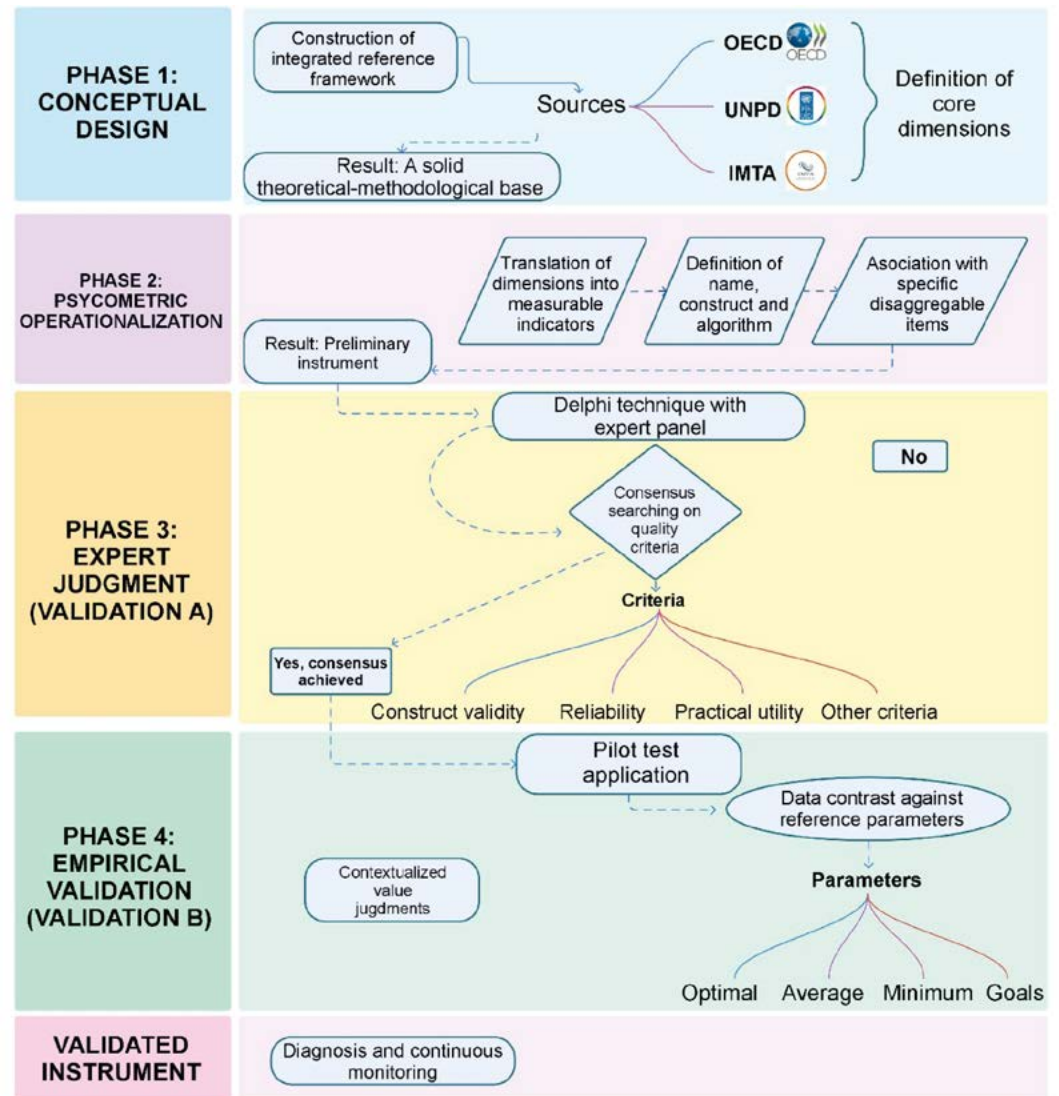 PHASE 1:
CONCEPTUAL
DESIGN
Construction of
integrated reference
framework
Sources
OECD
OECD
UNPD
IMTA
Definition of
core
dimensions
Result: A solid
theoretical-methodological base
PHASE 2:
PSYCOMETRIC
OPERATIONALIZATION
Translation of
dimensions into
measurable
indicators
Definition of
name,
construct and
algorithm
Asociation with
specific
disaggregable
items
Result: Preliminary
instrument
PHASE 3:
EXPERT
JUDGMENT
(VALIDATION A)
Delphi technique with
expert panel
No
Consensus
searching on
quality
criteria
Criteria
Yes, consensus
achieved
Construct validity
Reliability
Practical utility
Other criteria
PHASE 4:
EMPIRICAL
VALIDATION
(VALIDATION B)
Pilot test
application
Data contrast against
reference parameters
Contextualized
value
jugdments
Parameters
Optimal
Average
Minimum
Goals
VALIDATED
INSTRUMENT
Diagnosis and continuous
monitoring